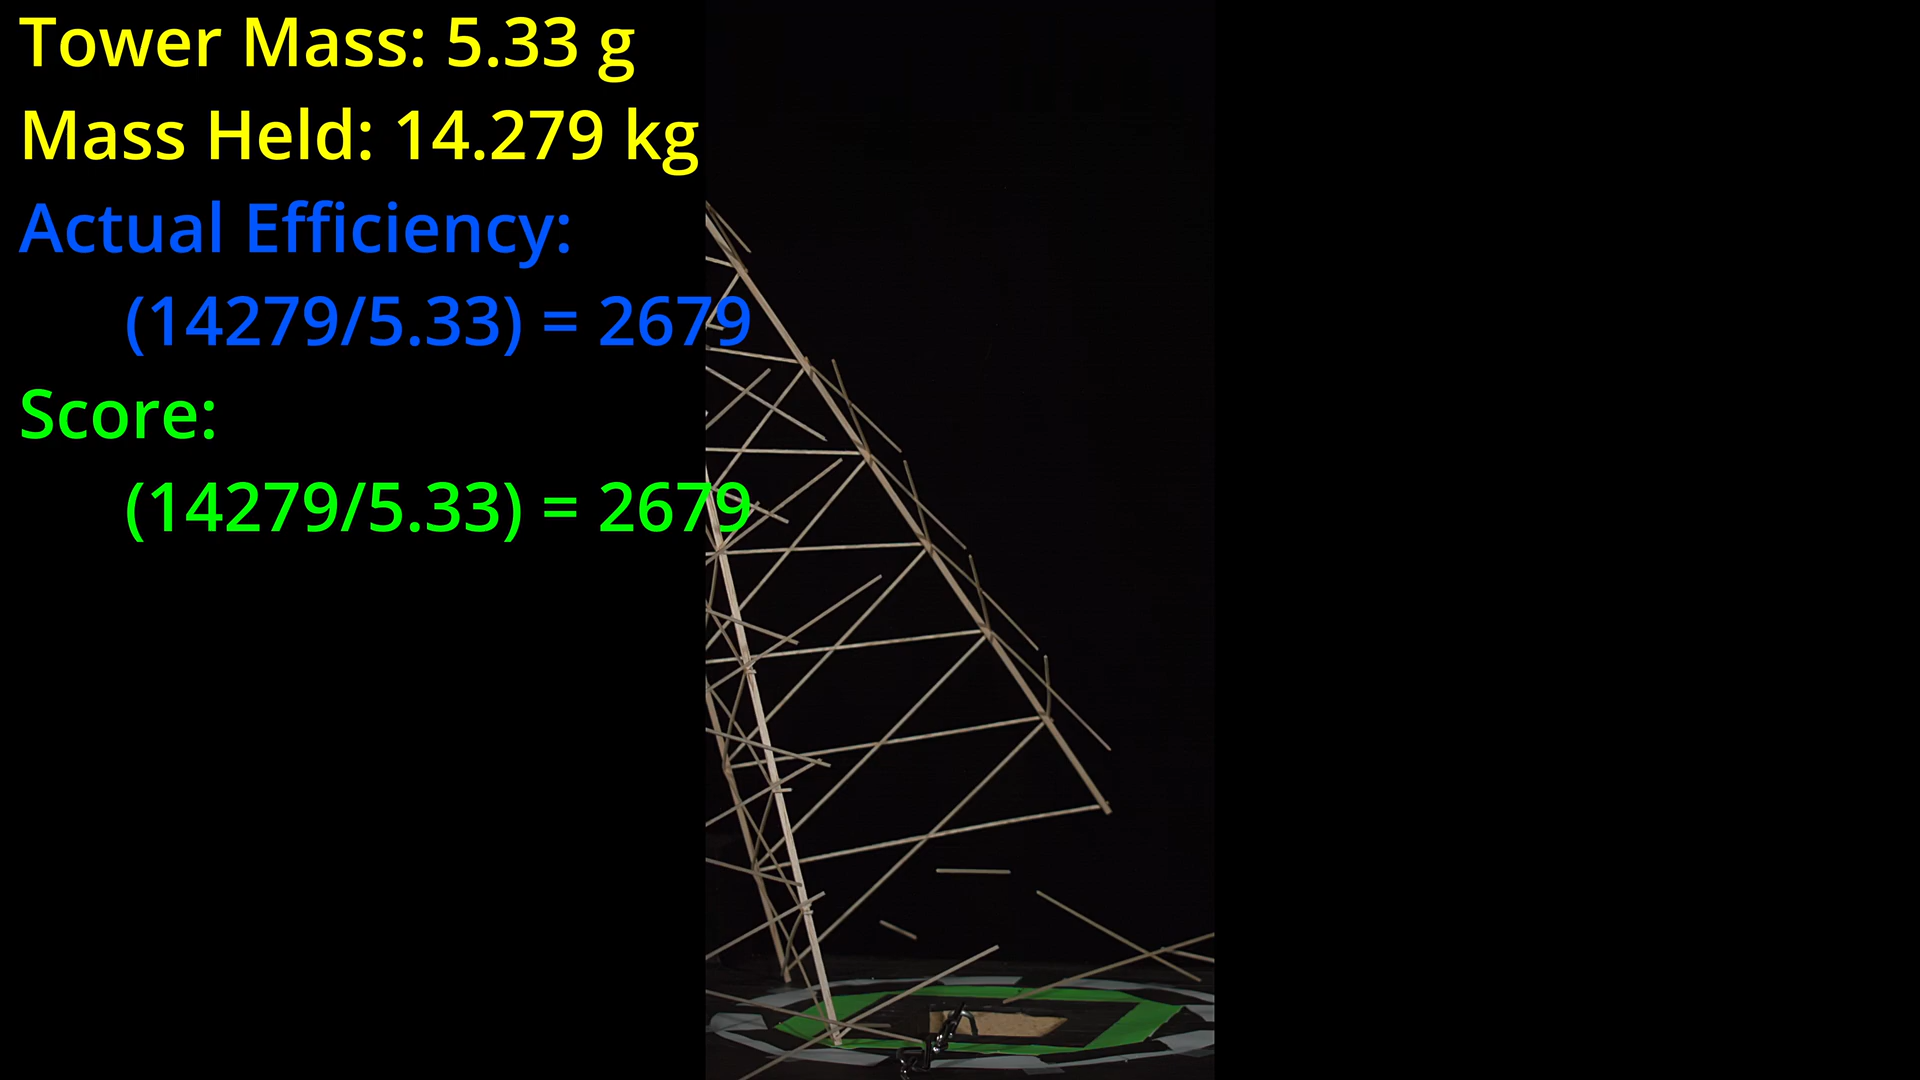 Tower Mass: 5.33 g
Mass Held: 14.279 kg
Actual Efficiency:
(14279/5.33) = 2679
Score:
(14279/5.33) = 2679